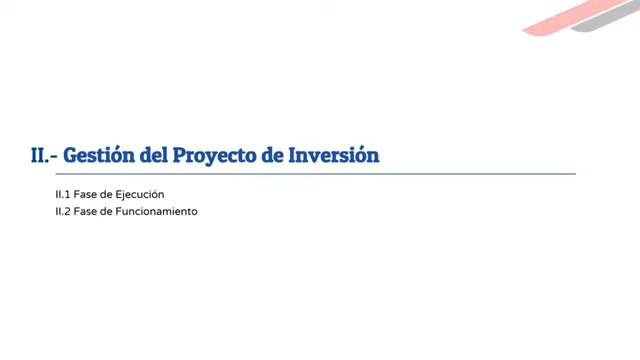 II.- Gestión del Proyecto de Inversión
II.1 Fase de Ejecución
II.2 Fase de Funcionamiento